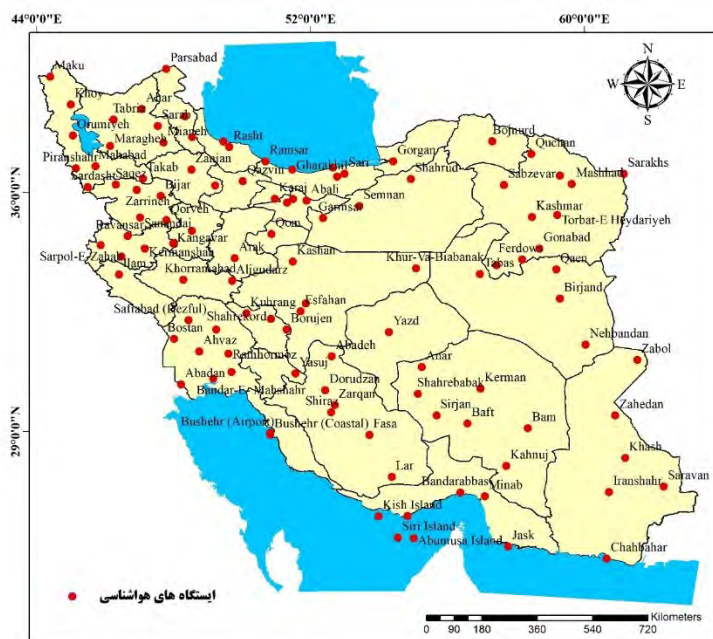 44°0'0"E 52°0'0"E 60°0'0"E
N
W E
S
Maku
Parsabad
Khoy
Ahar
Tabriz
Sarab
Orumiyeh
Maragheh
Mianeh
Rasht
Bojnurd
Quchan
Piranshahr
Mahabad
Takab
Zanjan
Ramsar
Gharakhil
Sari
Gorgan
Shahrud
Sabzevar
Mashhad
Sarakhs
Sardasht
Saqez
Bijar
Qazvin
Karaj
Abali
Semnan
36°0'0"N
Zarrineh
Garmsar
Kashmar
Torbat-E Heydariyeh
Ravansar
Sanandaj
Qorveh
Qom
Kangavar
Gonabad
Sarpol-E-Zahab
Kermanshah
Arak
Kashan
Ferdows
Ilam
Khorramabad
Aligudarz
Khur-Va-Biabanak
Tabas
Qaen
Birjand
Safiabad (Dezful)
Kuhrang
Esfahan
Shahrekord
Bostan
Borujen
Yazd
Nehbandan
Ahvaz
Ramhormoz
Abadeh
Zabol
Abadan
Yasuj
Anar
Bandar-E-Mahshahr
Dorudzan
Shahrebabak
Kerman
Shiraz
Zarqan
Sirjan
Baft
Bam
Zahedan
29°0'0"N
Bushehr (Airport)
Bushehr (Coastal)
Fasa
Kahnuj
Khash
Lar
Bandarabbas
Minab
Iranshahr
Saravan
Kish Island
Siri Island
Abumusa Island
Jask
Chahbahar
ایستگاه های هواشناسی
Kilometers
0 90 180 360 540 720